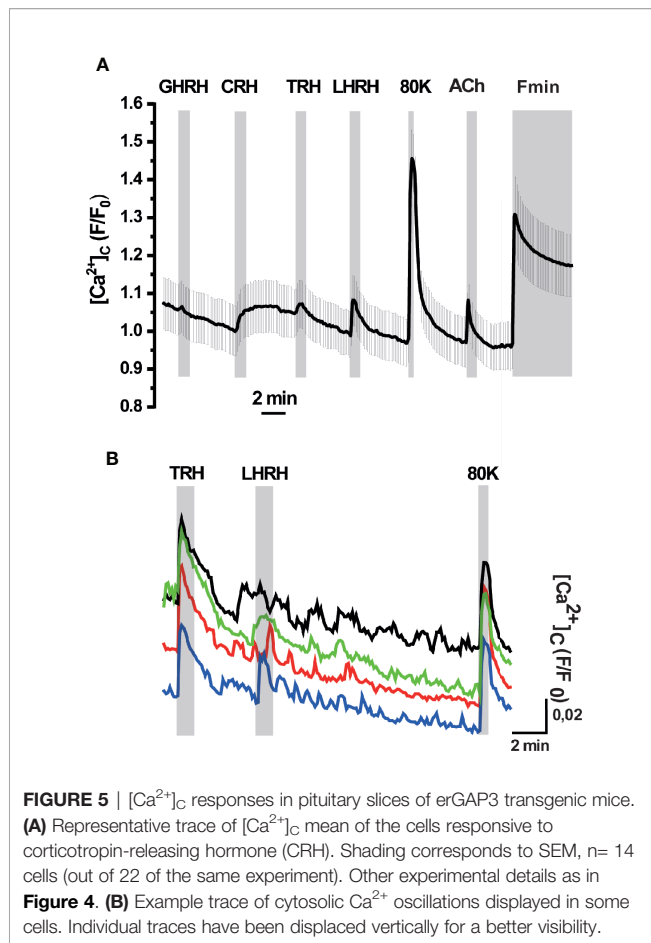 A
GHRH CRH TRH LHRH 80K ACh Fmin
1.6
1.5
1.4
1.3
1.2
1.1
1.0
0.9
0.8
[Ca2+]C (F/F0)
2 min
B
TRH LHRH 80K
[Ca2+]C (F/F0)
0,02
2 min
FIGURE 5 | [Ca2+]C responses in pituitary slices of erGAP3 transgenic mice.
(A) Representative trace of [Ca2+]C mean of the cells responsive to
corticotropin-releasing hormone (CRH). Shading corresponds to SEM, n= 14
cells (out of 22 of the same experiment). Other experimental details as in
Figure 4. (B) Example trace of cytosolic Ca2+ oscillations displayed in some
cells. Individual traces have been displaced vertically for a better visibility.